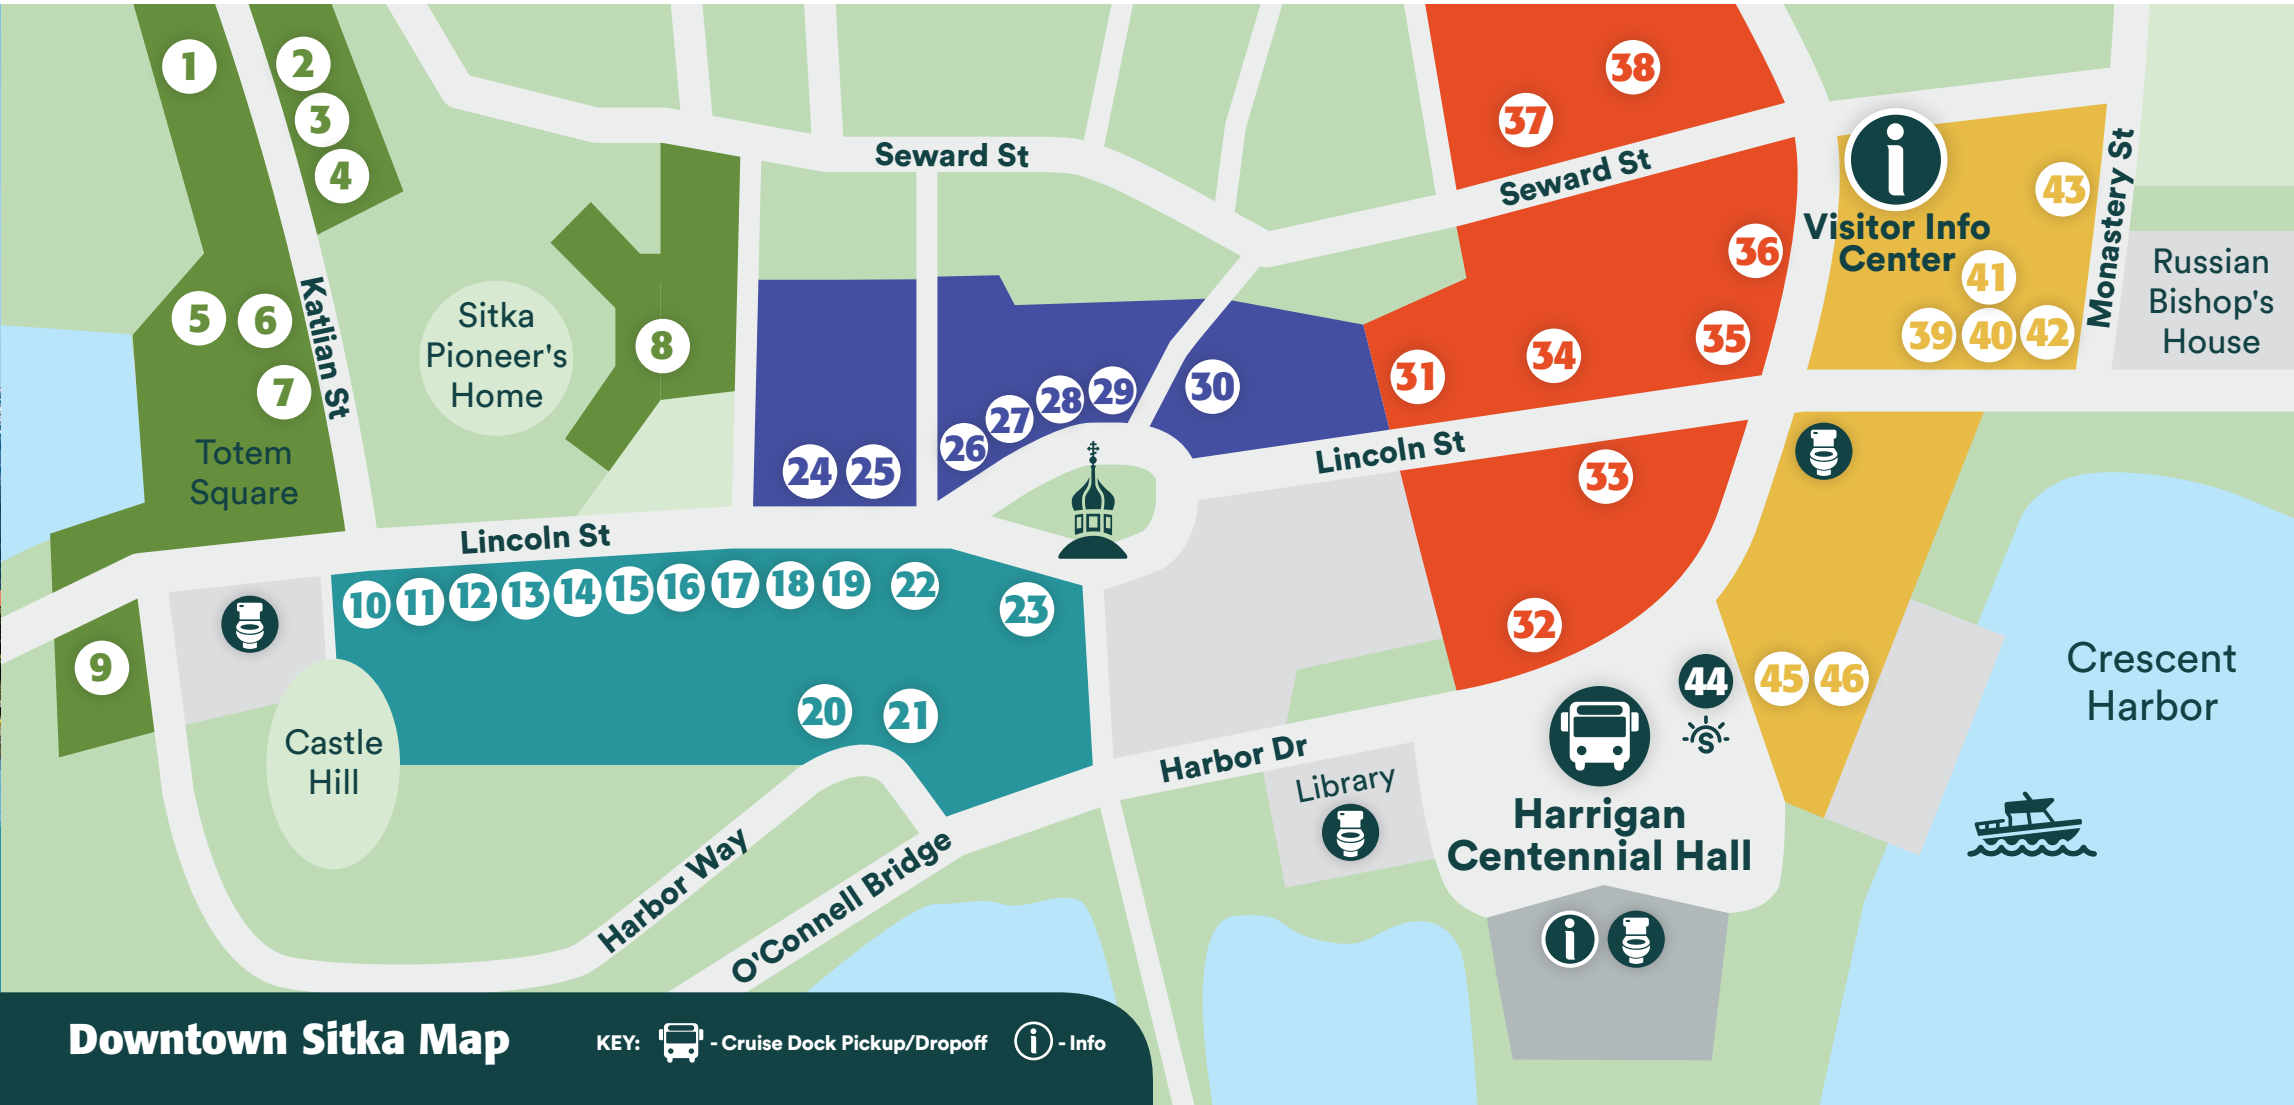 1
2
3
4
5
6
7
8
9
10
11
12
13
14
15
16
17
18
19
20
21
22
23
24
25
26
27
28
29
30
31
32
33
34
35
36
37
38
39
40
41
42
43
44
S
45
46
Seward St
Seward St
Katlian St
Monastery St
Visitor Info
Center
Russian
Bishop's
House
Sitka
Pioneer's
Home
Totem
Square
Lincoln St
Lincoln St
Castle
Hill
Harbor Way
O'Connell Bridge
Harbor Dr
Library
Harrigan
Centennial Hall
Crescent
Harbor
i
i
Downtown Sitka Map
KEY: - Cruise Dock Pickup/Dropoff i - Info